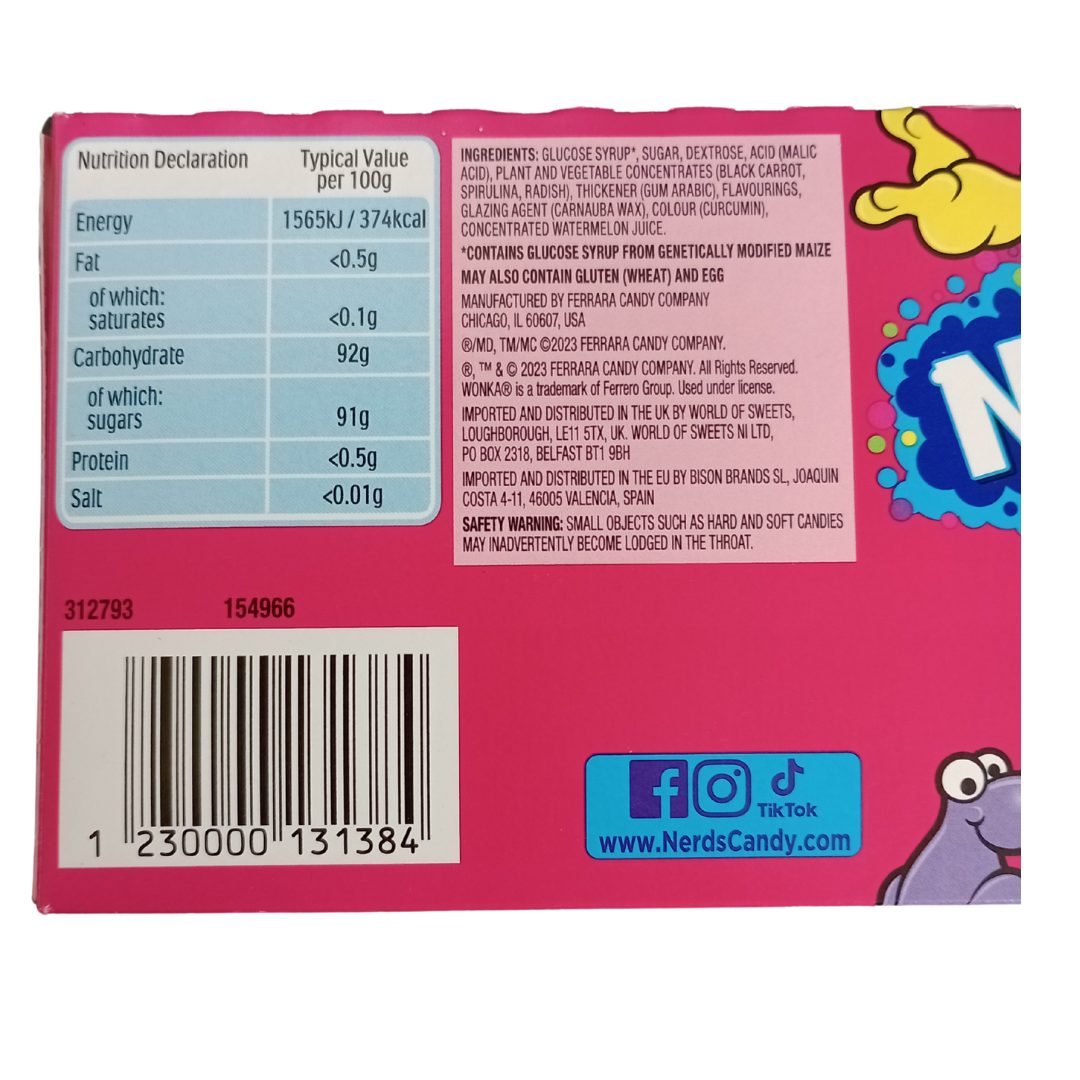 Nutrition Declaration
Typical Value
per 100g
Energy
1565kJ / 374kcal
Fat
<0.5g
of which:
saturates
<0.1g
Carbohydrate
92g
of which:
sugars
91g
Protein
<0.5g
Salt
<0.01g
INGREDIENTS: GLUCOSE SYRUP*, SUGAR, DEXTROSE, ACID (MALIC
ACID), PLANT AND VEGETABLE CONCENTRATES (BLACK CARROT,
SPIRULINA, RADISH), THICKENER (GUM ARABIC), FLAVOURINGS,
GLAZING AGENT (CARNAUBA WAX), COLOUR (CURCUMIN),
CONCENTRATED WATERMELON JUICE.
*CONTAINS GLUCOSE SYRUP FROM GENETICALLY MODIFIED MAIZE
MAY ALSO CONTAIN GLUTEN (WHEAT) AND EGG
MANUFACTURED BY FERRARA CANDY COMPANY
CHICAGO, IL 60607, USA
®/MD, TM/MC ©2023 FERRARA CANDY COMPANY.
®, ™ & © 2023 FERRARA CANDY COMPANY. All Rights Reserved.
WONKA® is a trademark of Ferrero Group. Used under license.
IMPORTED AND DISTRIBUTED IN THE UK BY WORLD OF SWEETS,
LOUGHBOROUGH, LE11 5TX, UK. WORLD OF SWEETS NI LTD,
PO BOX 2318, BELFAST BT1 9BH
IMPORTED AND DISTRIBUTED IN THE EU BY BISON BRANDS SL, JOAQUIN
COSTA 4-11, 46005 VALENCIA, SPAIN
SAFETY WARNING: SMALL OBJECTS SUCH AS HARD AND SOFT CANDIES
MAY INADVERTENTLY BECOME LODGED IN THE THROAT.
312793 154966
1 230000 131384
TikTok
www.NerdsCandy.com
N